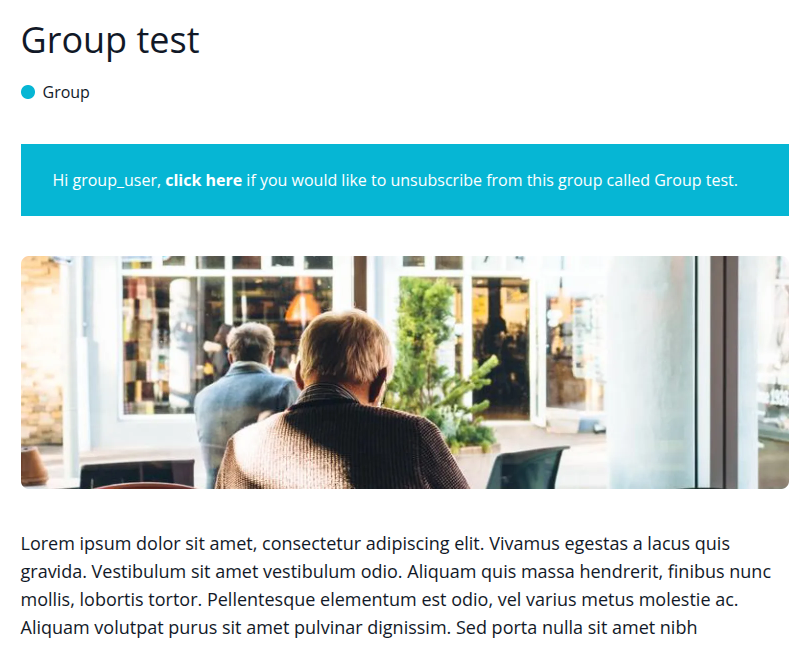 Group test
Group
Hi group_user, click here if you would like to unsubscribe from this group called Group test.
Lorem ipsum dolor sit amet, consectetur adipiscing elit. Vivamus egestas a lacus quis
gravida. Vestibulum sit amet vestibulum odio. Aliquam quis massa hendrerit, finibus nunc
mollis, lobortis tortor. Pellentesque elementum est odio, vel varius metus molestie ac.
Aliquam volutpat purus sit amet pulvinar dignissim. Sed porta nulla sit amet nibh